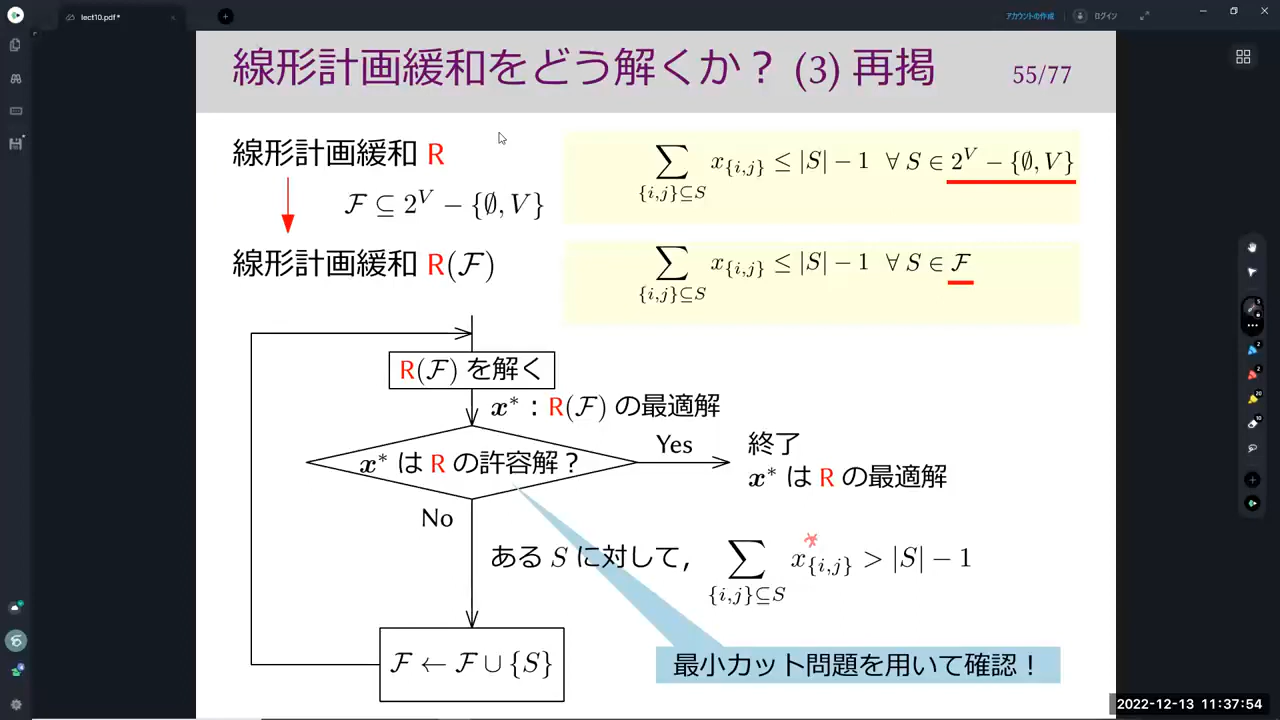 lect10.pdf*
アカウントの作成
ログイン
線形計画緩和をどう解くか？ (3) 再掲
55/77
線形計画緩和 R
∑_{{i,j}⊆S} x_{{i,j}} ≤ |S| − 1 ∀ S ∈ 2^V − {∅, V}
ℱ ⊆ 2^V − {∅, V}
線形計画緩和 R(ℱ)
∑_{{i,j}⊆S} x_{{i,j}} ≤ |S| − 1 ∀ S ∈ ℱ
R(ℱ) を解く
x* : R(ℱ) の最適解
x* は R の許容解？
Yes
終了
x* は R の最適解
No
ある S に対して, ∑_{{i,j}⊆S} x*_{{i,j}} > |S| − 1
ℱ ← ℱ ∪ {S}
最小カット問題を用いて確認！
2022-12-13 11:37:54